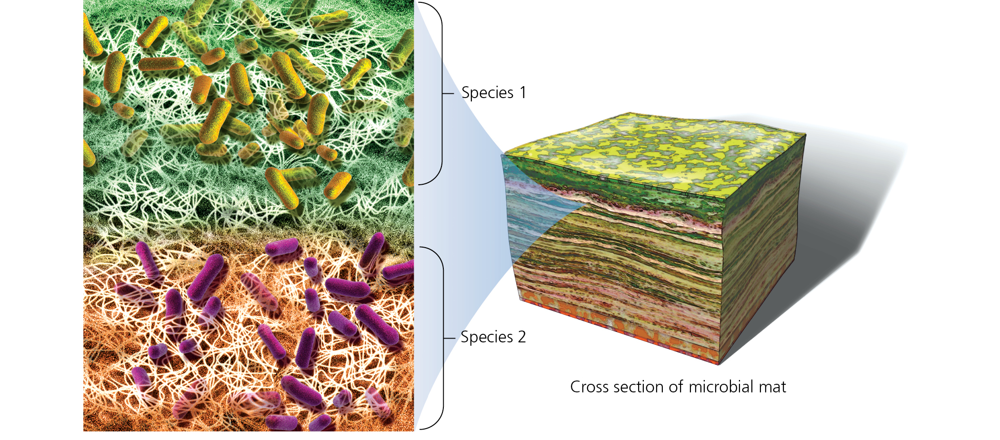 Species 1
Species 2
Cross section of microbial mat